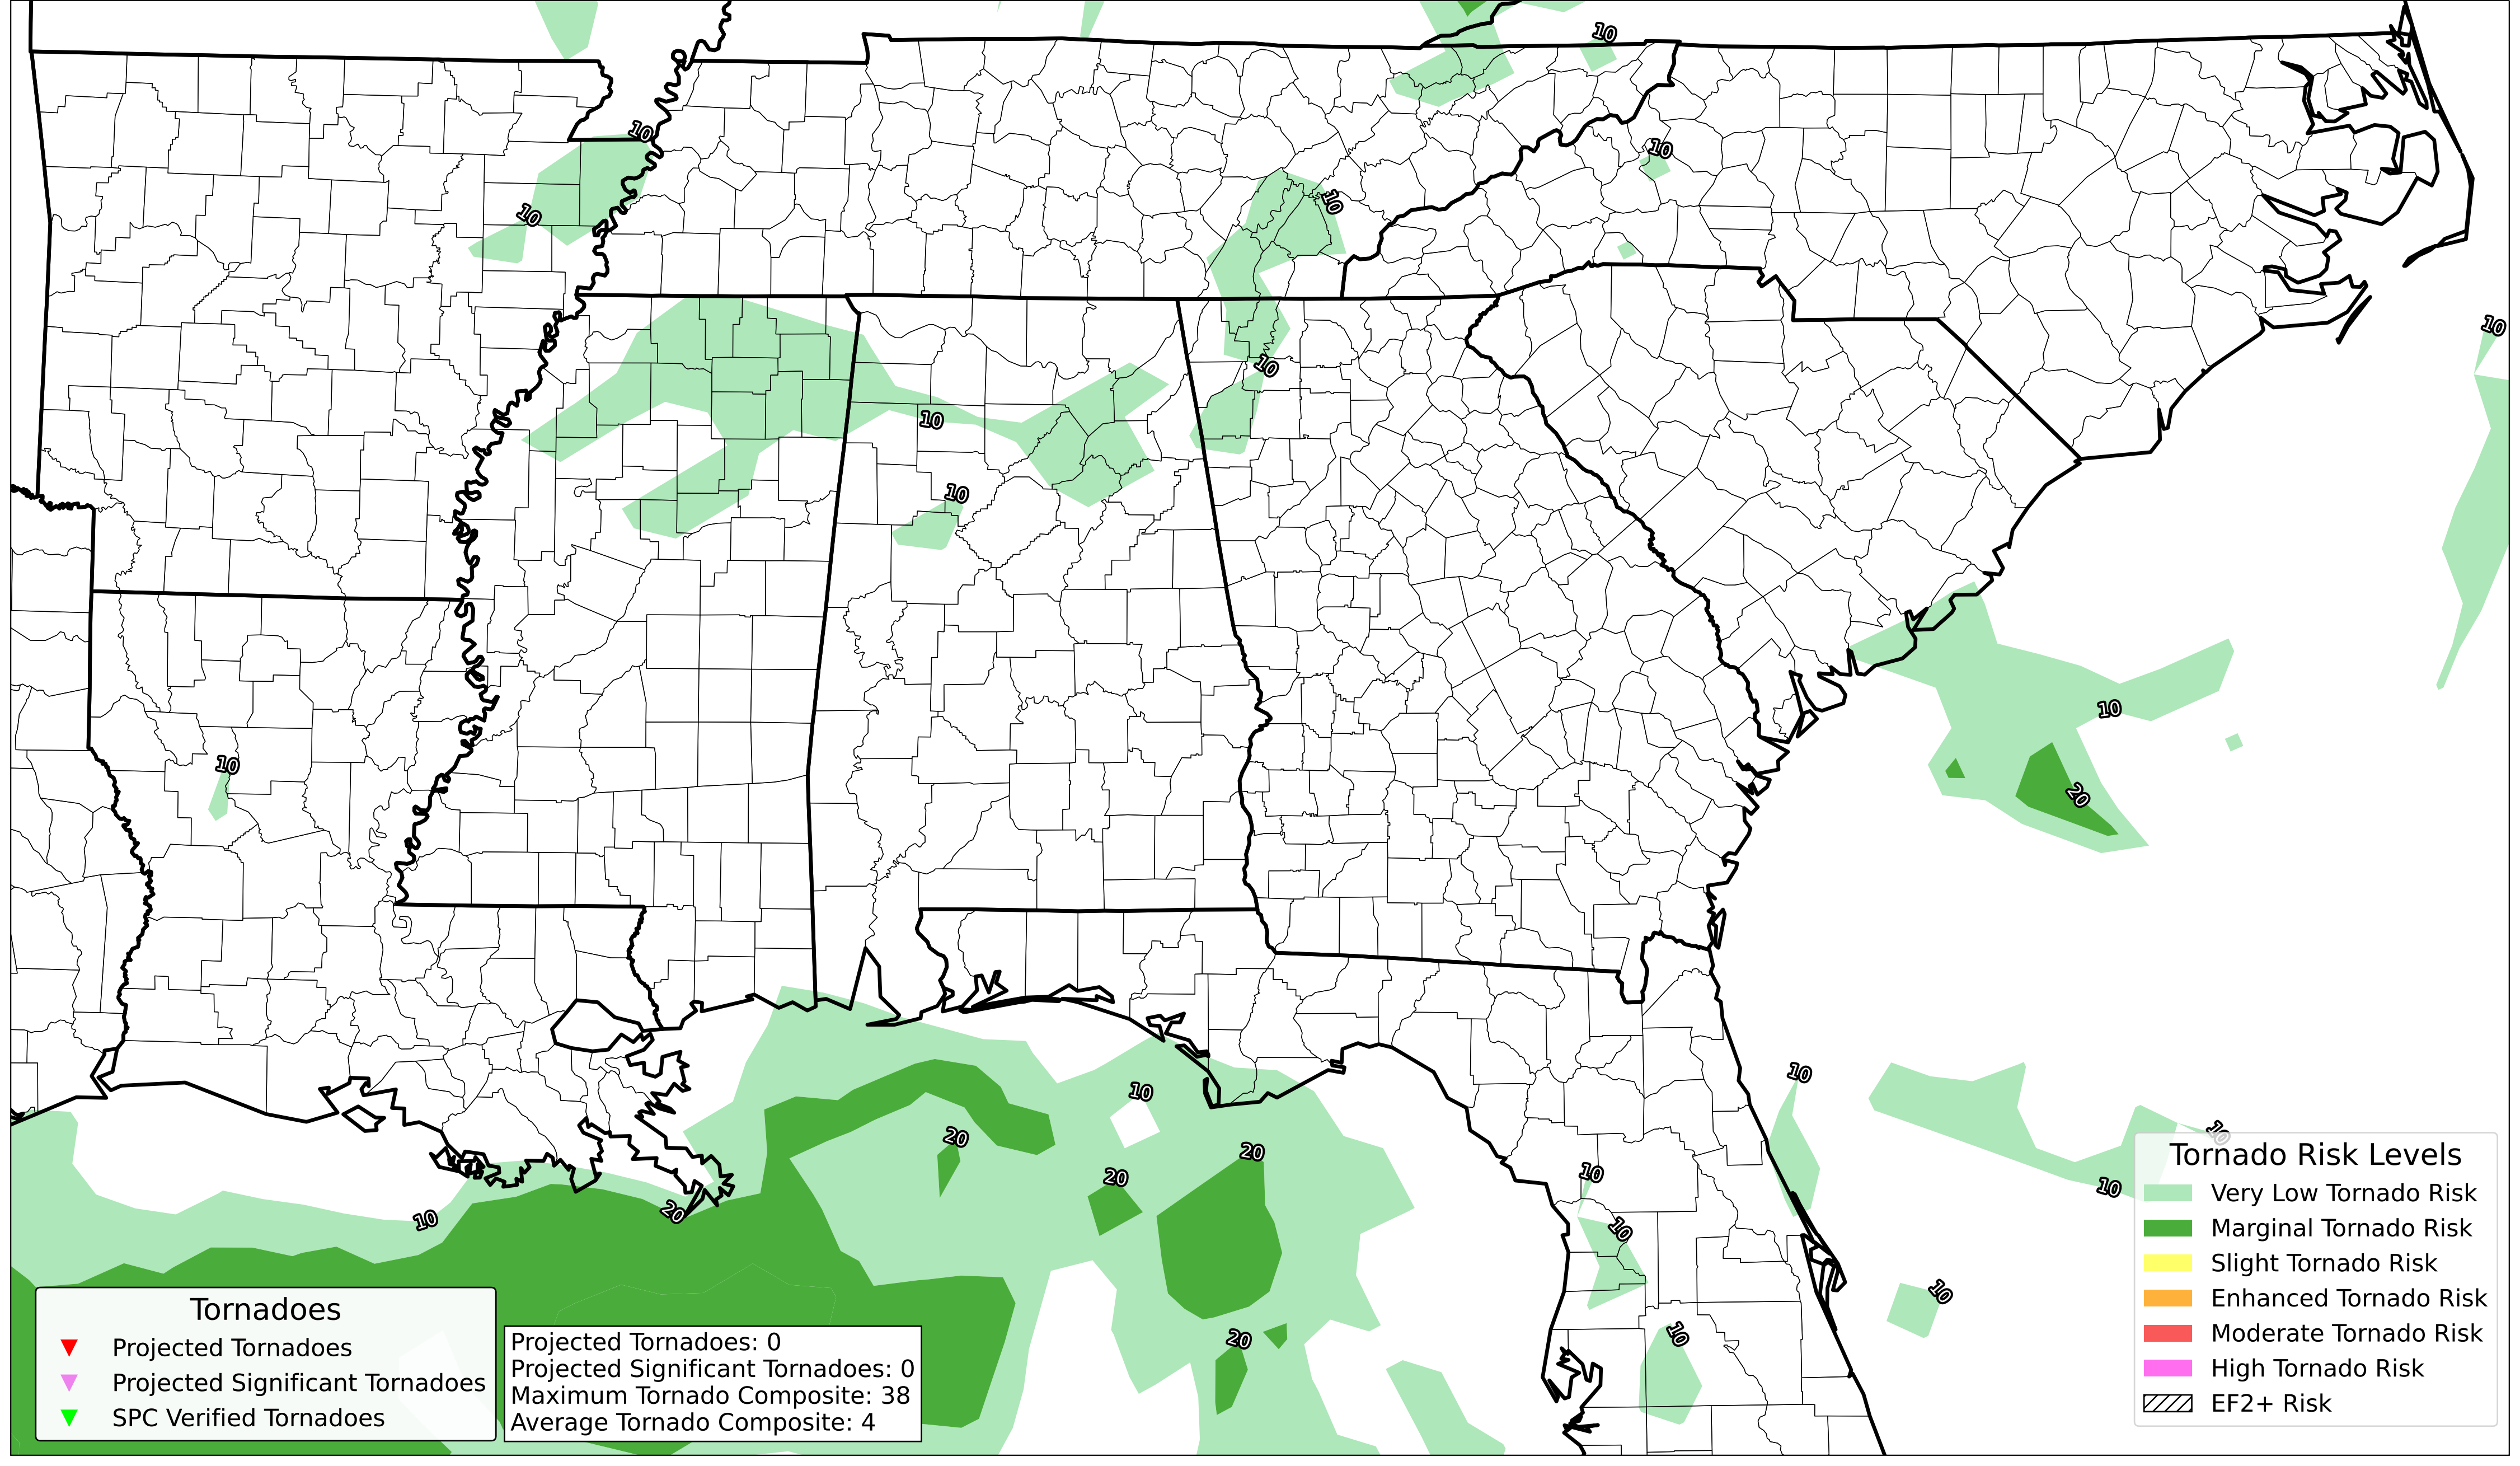 10
10
10
10
10
10
10
10
10
10
10
10
20
10
10
20
10
20
10
20
10
10
10
20
10
20
10
Tornado Risk Levels
Very Low Tornado Risk
Marginal Tornado Risk
Slight Tornado Risk
Enhanced Tornado Risk
Moderate Tornado Risk
High Tornado Risk
EF2+ Risk
Tornadoes
Projected Tornadoes
Projected Significant Tornadoes
SPC Verified Tornadoes
Projected Tornadoes: 0
Projected Significant Tornadoes: 0
Maximum Tornado Composite: 38
Average Tornado Composite: 4